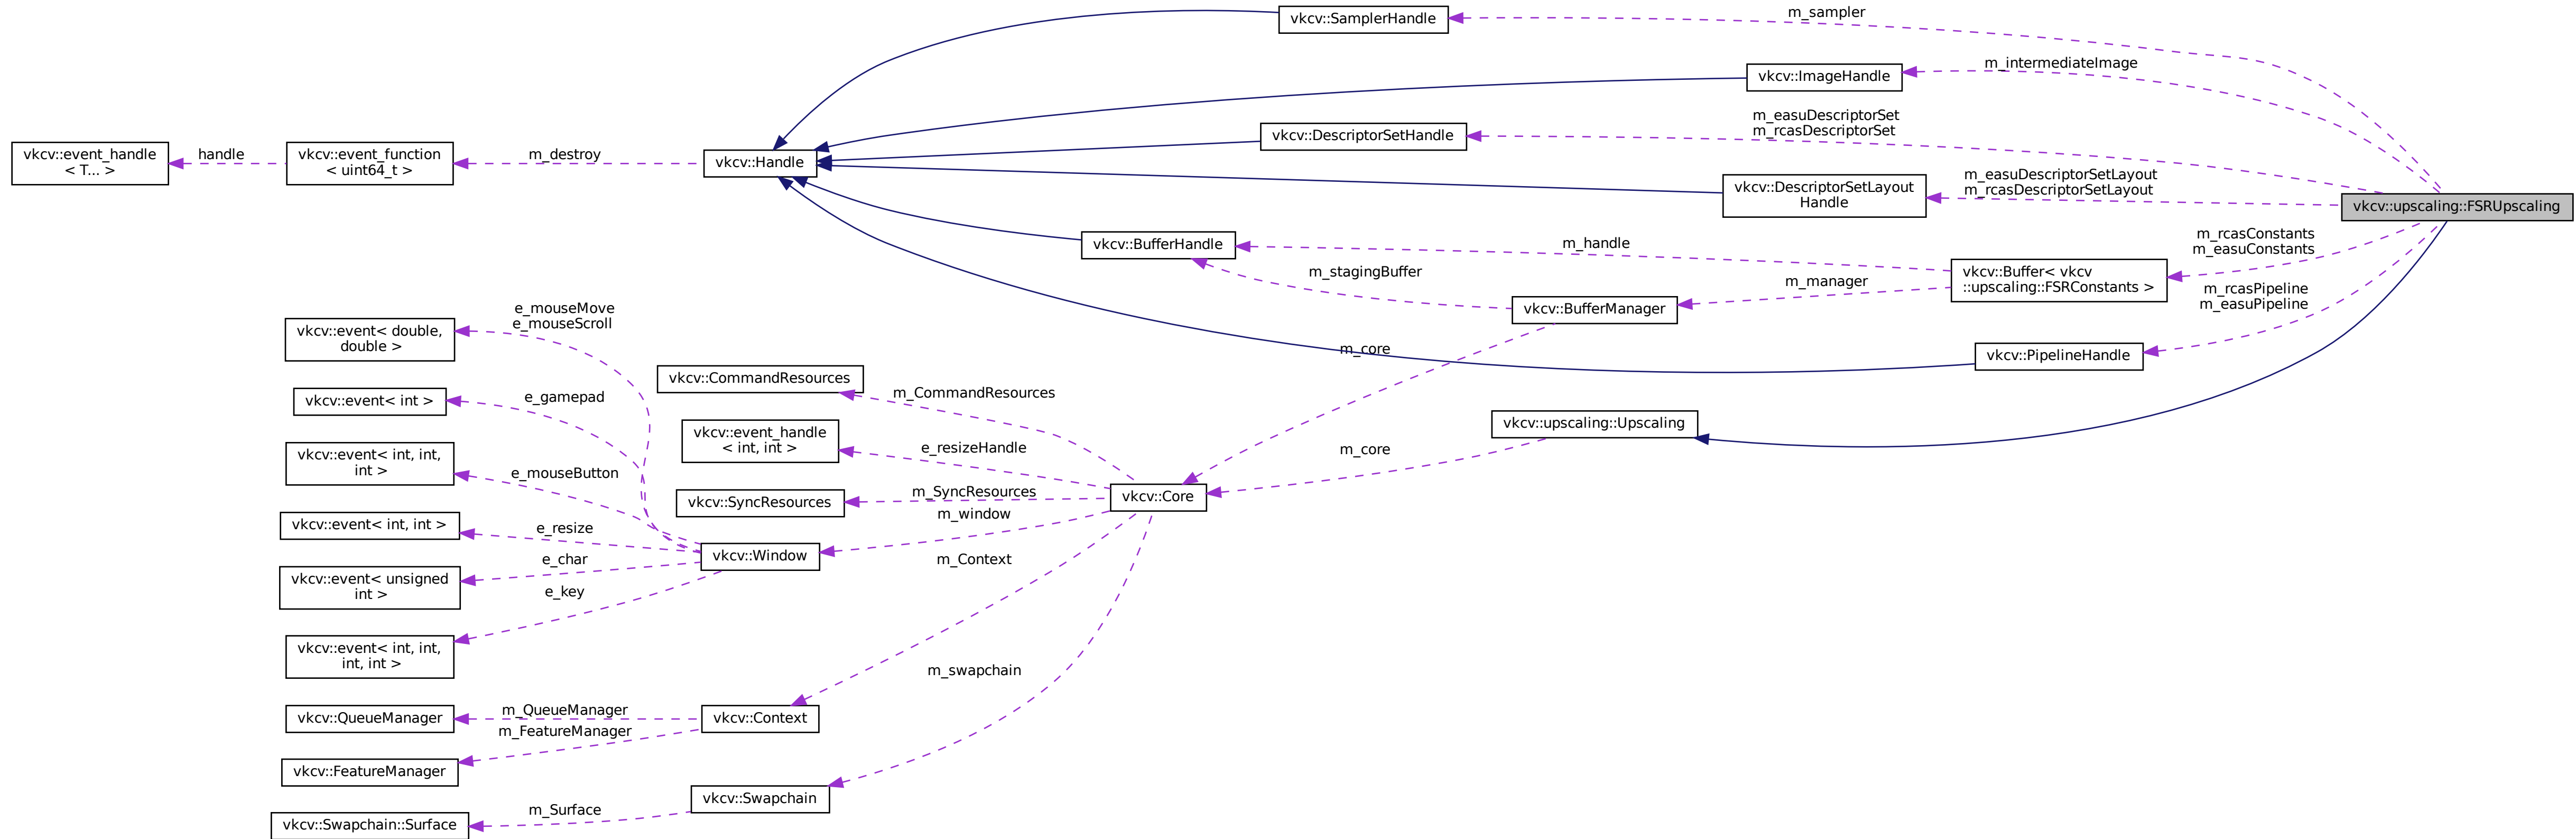 vkcv::SamplerHandle
m_sampler
vkcv::ImageHandle
m_intermediateImage
vkcv::DescriptorSetHandle
m_easuDescriptorSet
m_rcasDescriptorSet
vkcv::event_handle
< T... >
handle
vkcv::event_function
< uint64_t >
m_destroy
vkcv::Handle
vkcv::DescriptorSetLayout
Handle
m_easuDescriptorSetLayout
m_rcasDescriptorSetLayout
vkcv::upscaling::FSRUpscaling
vkcv::BufferHandle
m_handle
m_rcasConstants
m_easuConstants
m_stagingBuffer
m_manager
vkcv::Buffer< vkcv
::upscaling::FSRConstants >
vkcv::BufferManager
m_rcasPipeline
m_easuPipeline
e_mouseMove
e_mouseScroll
vkcv::event< double,
double >
m_core
vkcv::PipelineHandle
vkcv::CommandResources
m_CommandResources
vkcv::event< int >
e_gamepad
vkcv::upscaling::Upscaling
vkcv::event_handle
< int, int >
e_resizeHandle
m_core
vkcv::event< int, int,
int >
e_mouseButton
vkcv::SyncResources
m_SyncResources
vkcv::Core
m_window
vkcv::event< int, int >
e_resize
vkcv::Window
e_char
m_Context
vkcv::event< unsigned
int >
e_key
vkcv::event< int, int,
int, int >
m_swapchain
vkcv::QueueManager
m_QueueManager
vkcv::Context
m_FeatureManager
vkcv::FeatureManager
vkcv::Swapchain
m_Surface
vkcv::Swapchain::Surface